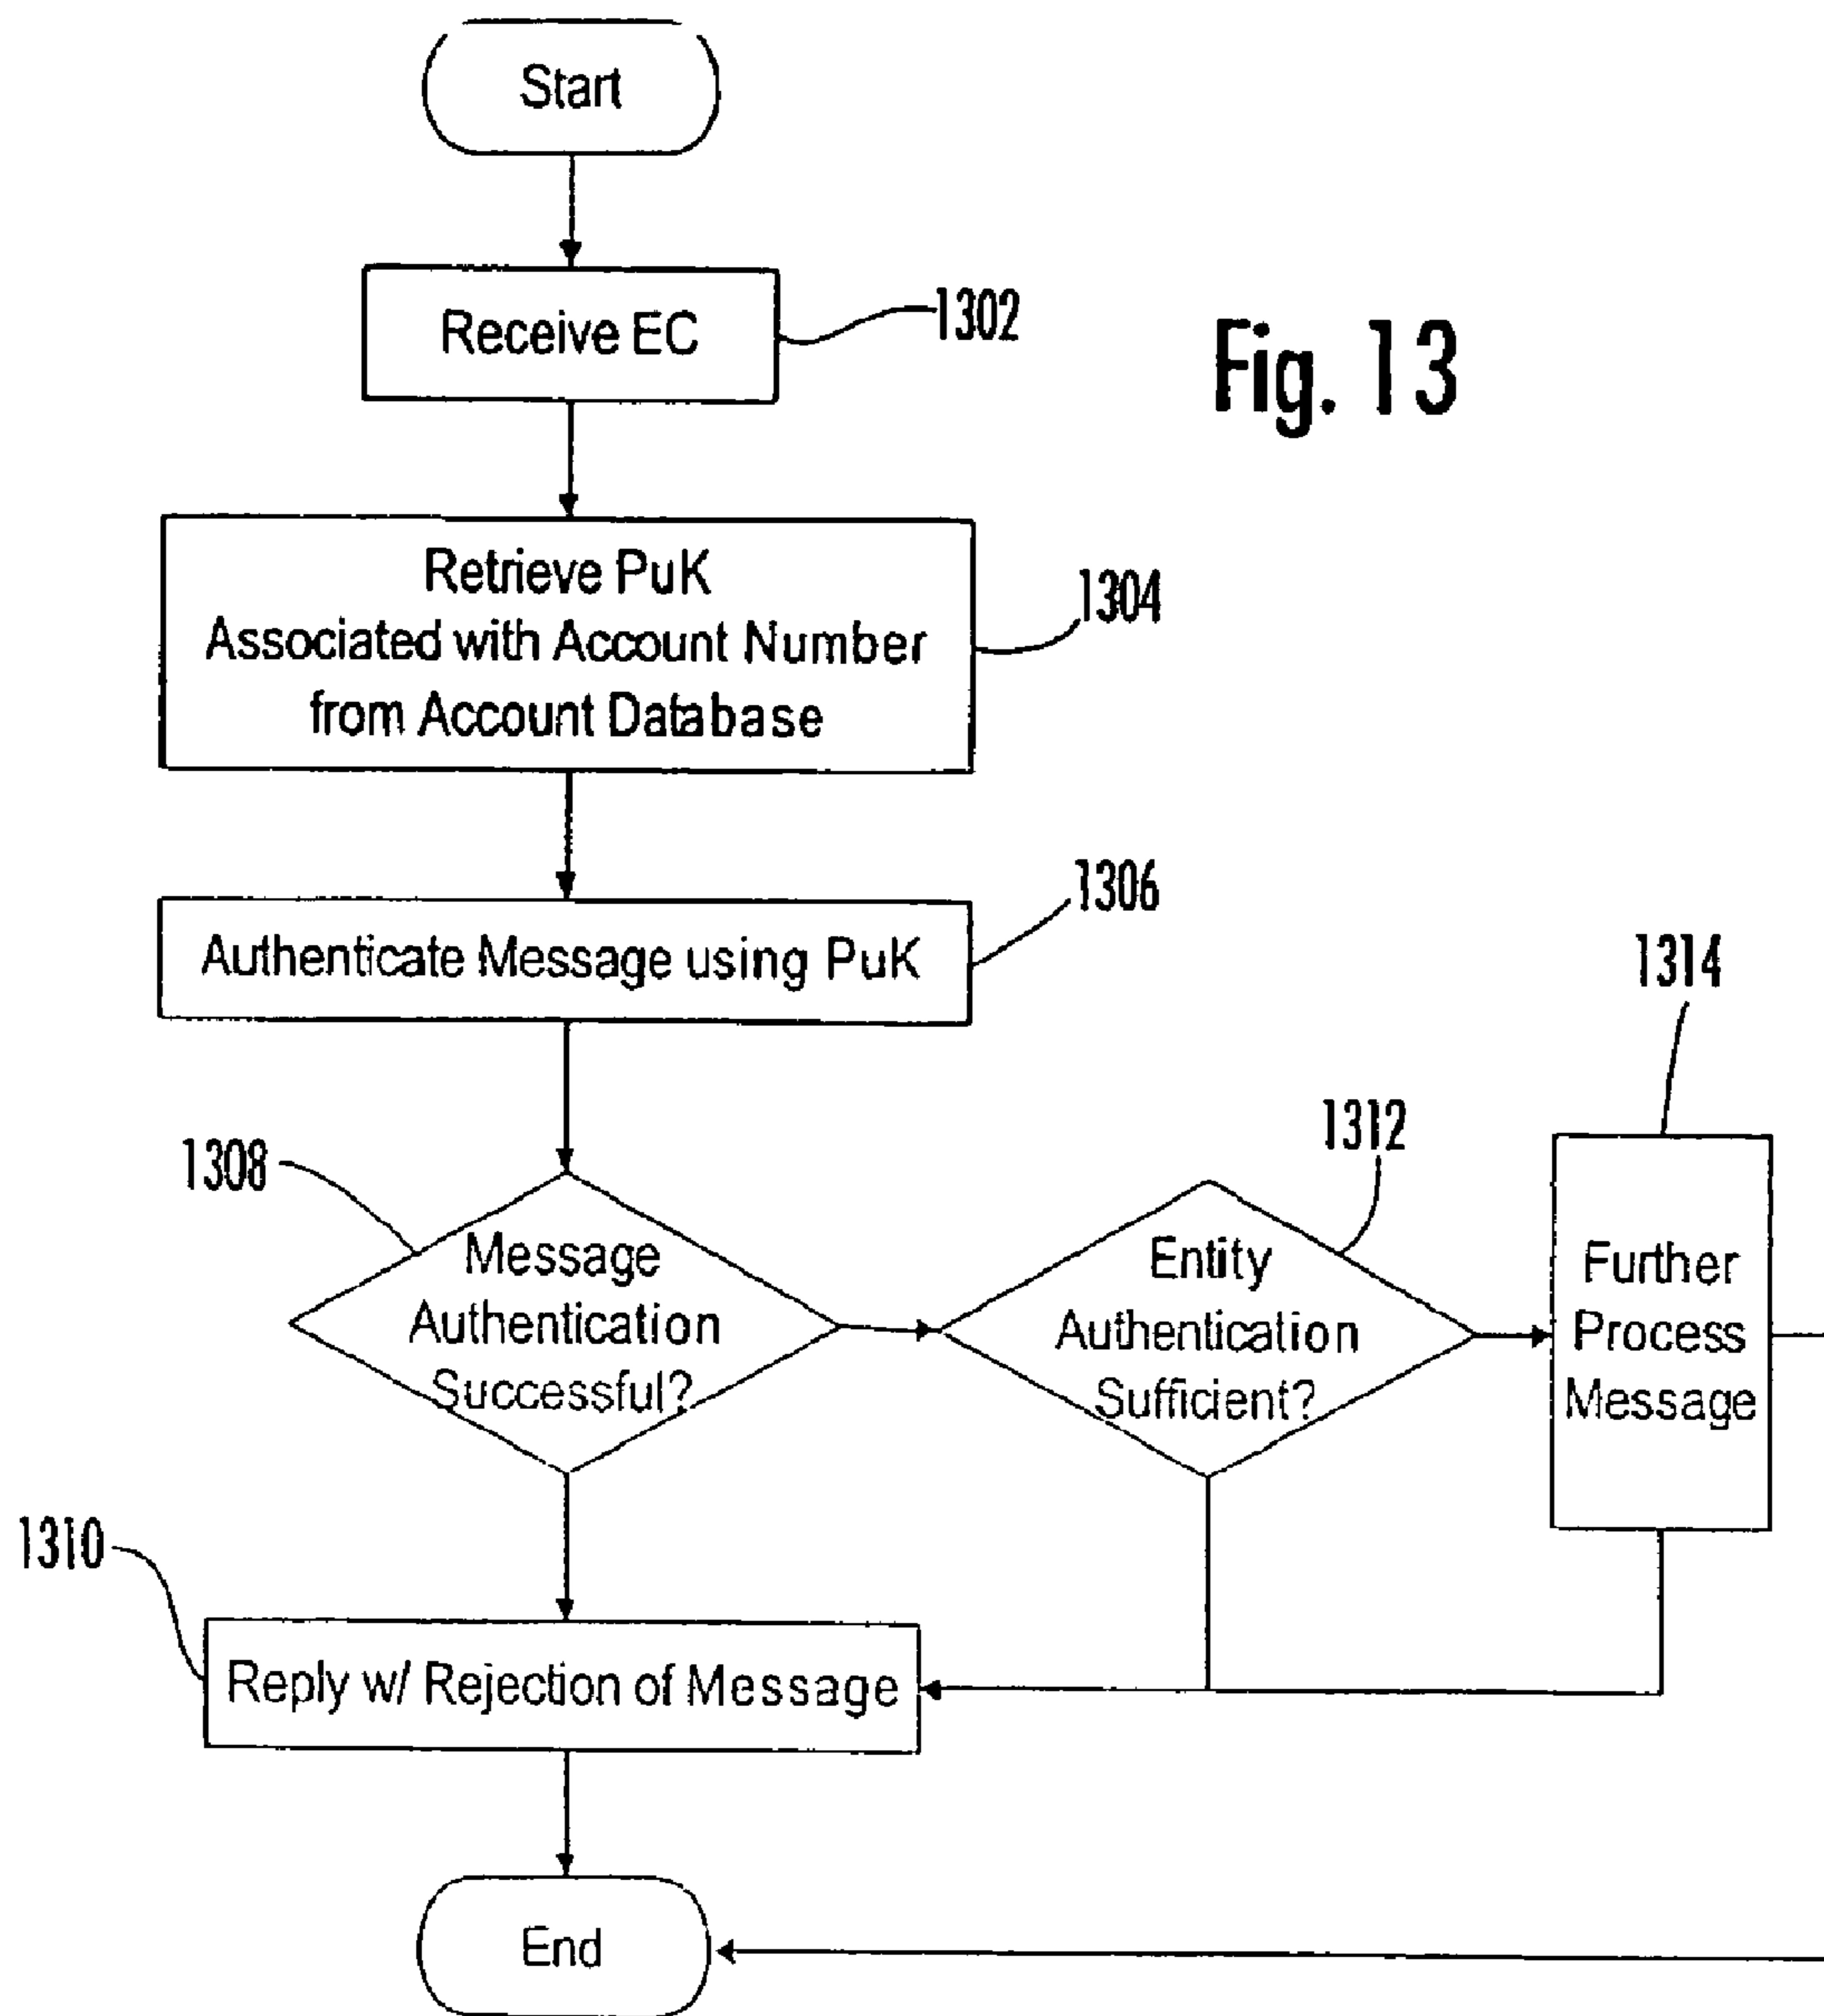 Start
Receive EC
1302
Fig. 13
Retrieve PuK
Associated with Account Number
from Account Database
1304
Authenticate Message using PuK
1306
1308
Message
Authentication
Successful?
1312
Entity
Authentication
Sufficient?
1314
Further
Process
Message
1310
Reply w/ Rejection of Message
End